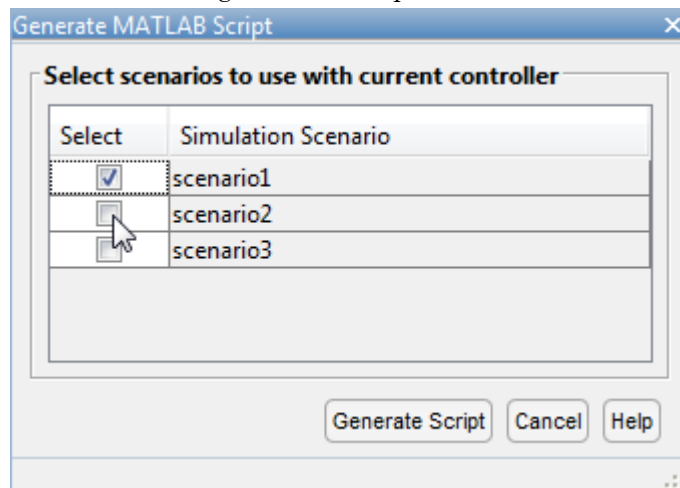 Generate MATLAB Script
Select scenarios to use with current controller
Select Simulation Scenario
scenario1
scenario2
scenario3
Generate Script Cancel Help